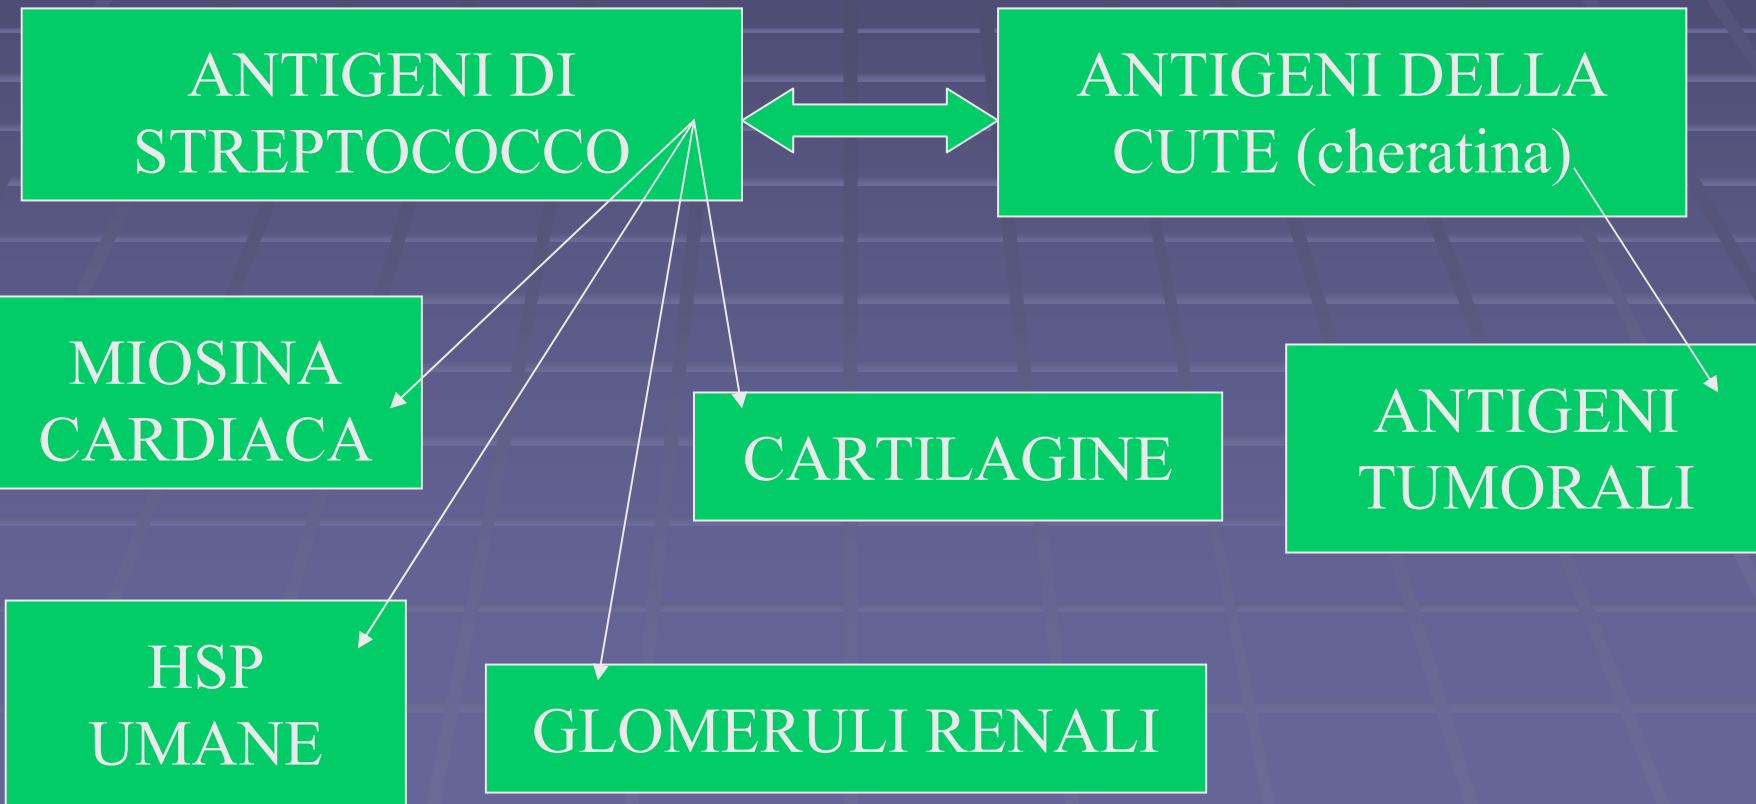 ANTIGENI DI
STREPTOCOCCO
ANTIGENI DELLA
CUTE (cheratina)
MIOSINA
CARDIACA
CARTILAGINE
ANTIGENI
TUMORALI
HSP
UMANE
GLOMERULI RENALI